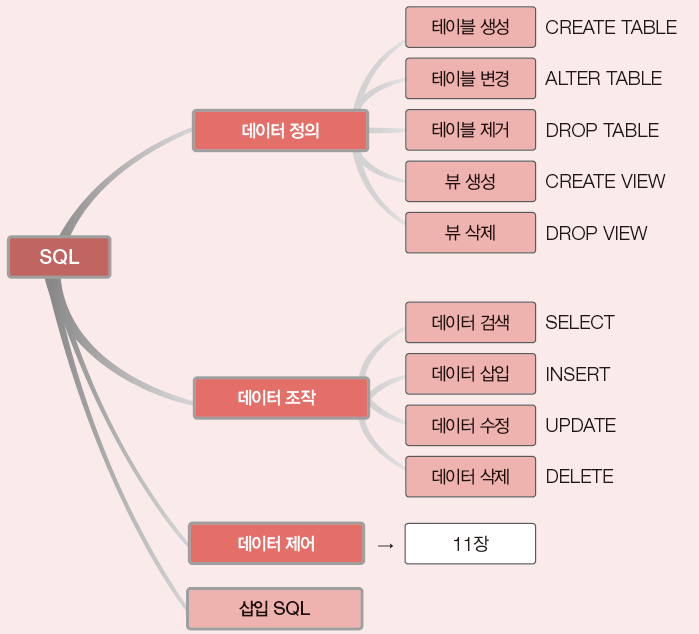 SQL
데이터 정의
테이블 생성 CREATE TABLE
테이블 변경 ALTER TABLE
테이블 제거 DROP TABLE
뷰 생성 CREATE VIEW
뷰 삭제 DROP VIEW
데이터 조작
데이터 검색 SELECT
데이터 삽입 INSERT
데이터 수정 UPDATE
데이터 삭제 DELETE
데이터 제어 → 11장
삽입 SQL